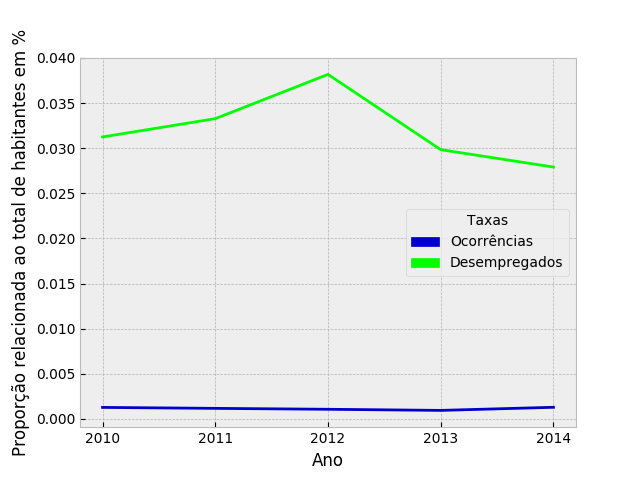 Proporção relacionada ao total de habitantes em %
0.040
0.035
0.030
0.025
0.020
0.015
0.010
0.005
0.000
Taxas
Ocorrências
Desempregados
2010 2011 2012 2013 2014
Ano